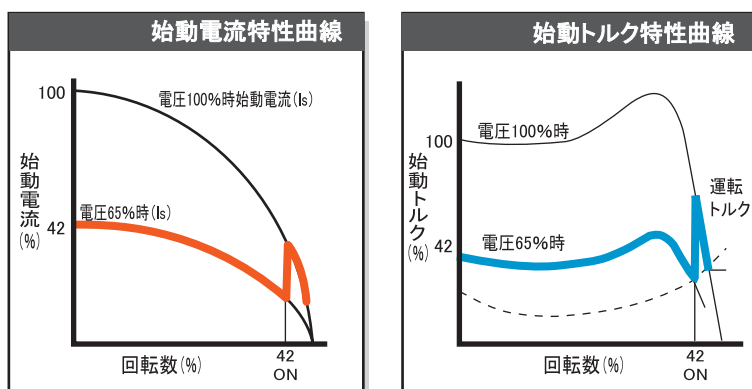 始動電流特性曲線
100
電圧100%時始動電流(Is)
始動電流
(%)
電圧65%時(Is)
42
回転数(%)
42
ON
始動トルク特性曲線
電圧100%時
100
始動トルク
(%)
運転
トルク
42
電圧65%時
回転数(%)
42
ON